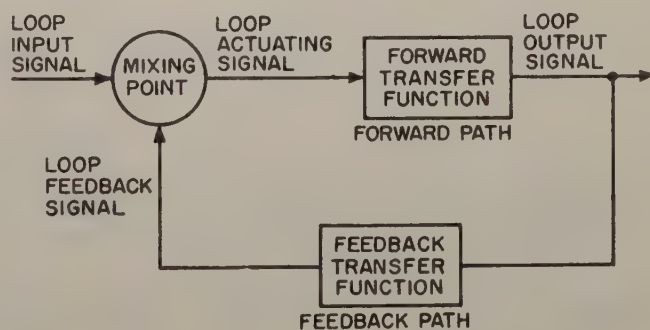 LOOP
INPUT
SIGNAL
MIXING
POINT
LOOP
ACTUATING
SIGNAL
FORWARD
TRANSFER
FUNCTION
FORWARD PATH
LOOP
OUTPUT
SIGNAL
LOOP
FEEDBACK
SIGNAL
FEEDBACK
TRANSFER
FUNCTION
FEEDBACK PATH